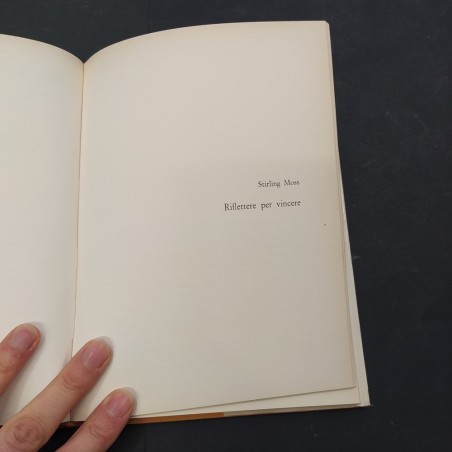 Stirling Moss
Riflettere per vincere